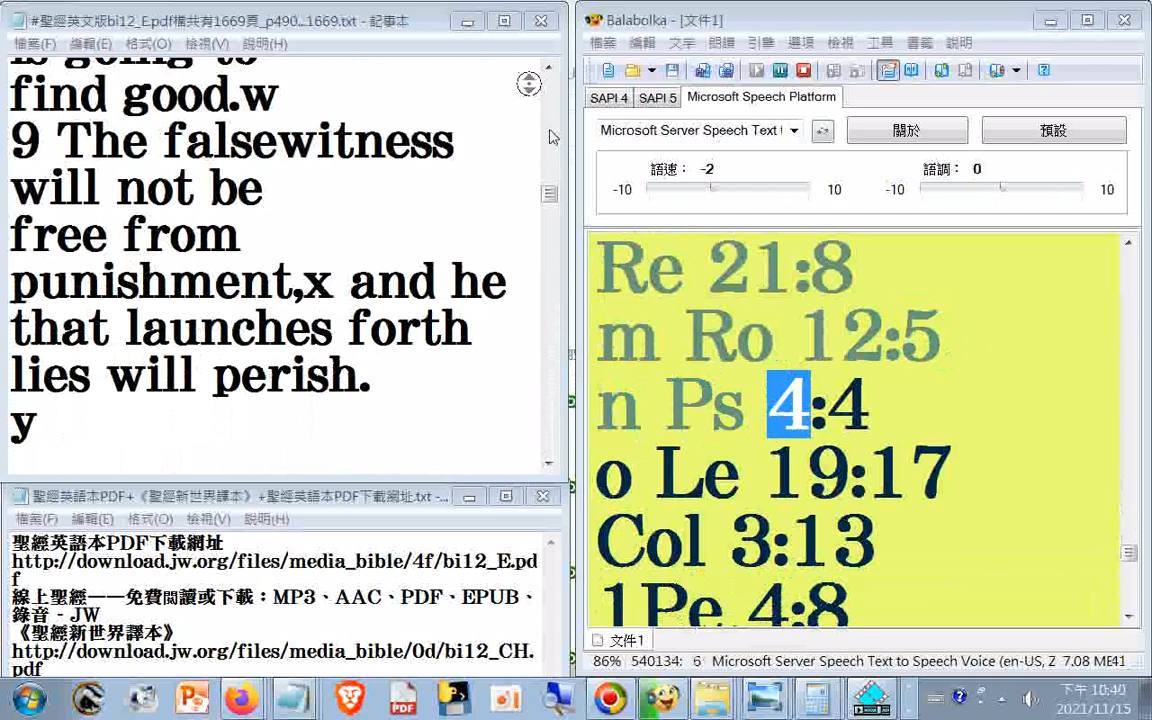 #聖經英文版bi12_E.pdf檔共有1669頁_p490...1669.txt - 記事本
檔案(F) 編輯(E) 格式(O) 檢視(V) 說明(H)
is going to
find good.w
9 The falsewitness
will not be
free from
punishment,x and he
that launches forth
lies will perish.
y
聖經英語本PDF+《聖經新世界譯本》+聖經英語本PDF下載網址.txt -...
檔案(F) 編輯(E) 格式(O) 檢視(V) 說明(H)
聖經英語本PDF下載網址
http://download.jw.org/files/media_bible/4f/bi12_E.pd
f
線上聖經——免費閱讀或下載：MP3、AAC、PDF、EPUB、
錄音 - JW
《聖經新世界譯本》
http://download.jw.org/files/media_bible/0d/bi12_CH.
pdf
Balabolka - [文件1]
檔案 編輯 文字 朗讀 引擎 選項 檢視 工具 書籤 說明
SAPI 4 SAPI 5 Microsoft Speech Platform
Microsoft Server Speech Text 關於 預設
語速： -2 語調： 0
-10 10 -10 10
Re 21:8
m Ro 12:5
n Ps 4:4
o Le 19:17
Col 3:13
1Pe 4:8
文件1
86% 540134: 6 Microsoft Server Speech Text to Speech Voice (en-US, Z 7.08 ME41
下午 10:40
2021/11/15